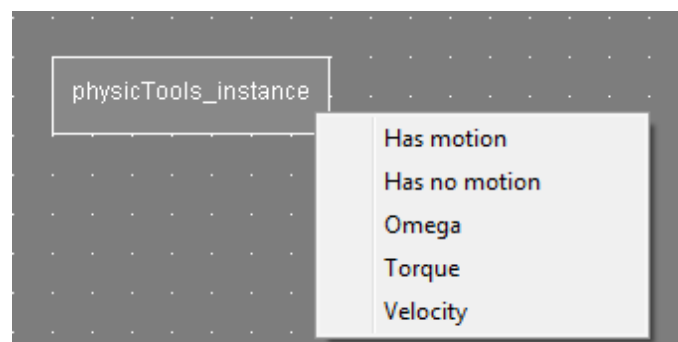 physicTools_instance
Has motion
Has no motion
Omega
Torque
Velocity